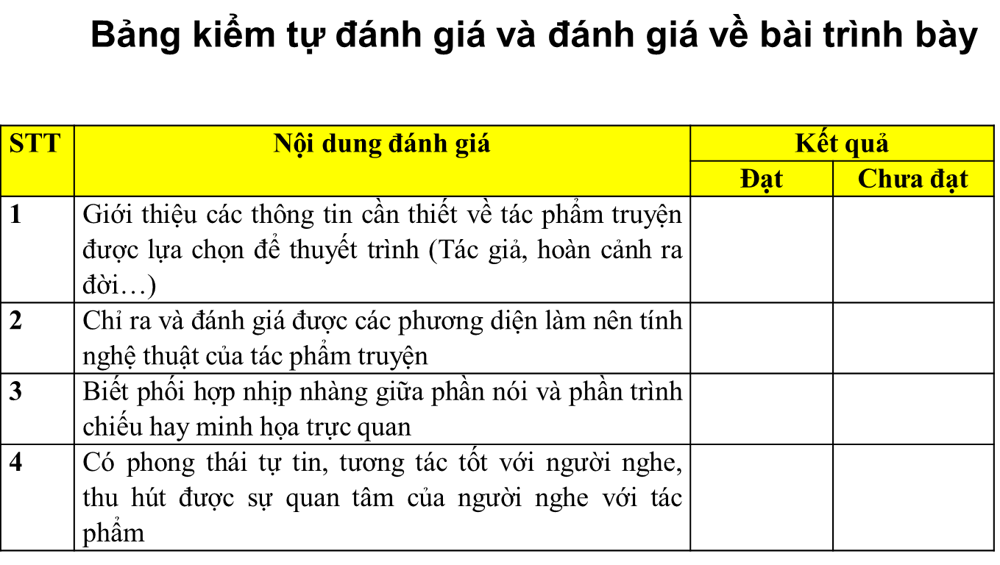 Bảng kiểm tự đánh giá và đánh giá về bài trình bày
STT Nội dung đánh giá Kết quả
Đạt Chưa đạt
1 Giới thiệu các thông tin cần thiết về tác phẩm truyện
được lựa chọn để thuyết trình (Tác giả, hoàn cảnh ra
đời…)
2 Chỉ ra và đánh giá được các phương diện làm nên tính
nghệ thuật của tác phẩm truyện
3 Biết phối hợp nhịp nhàng giữa phần nói và phần trình
chiếu hay minh họa trực quan
4 Có phong thái tự tin, tương tác tốt với người nghe,
thu hút được sự quan tâm của người nghe với tác
phẩm